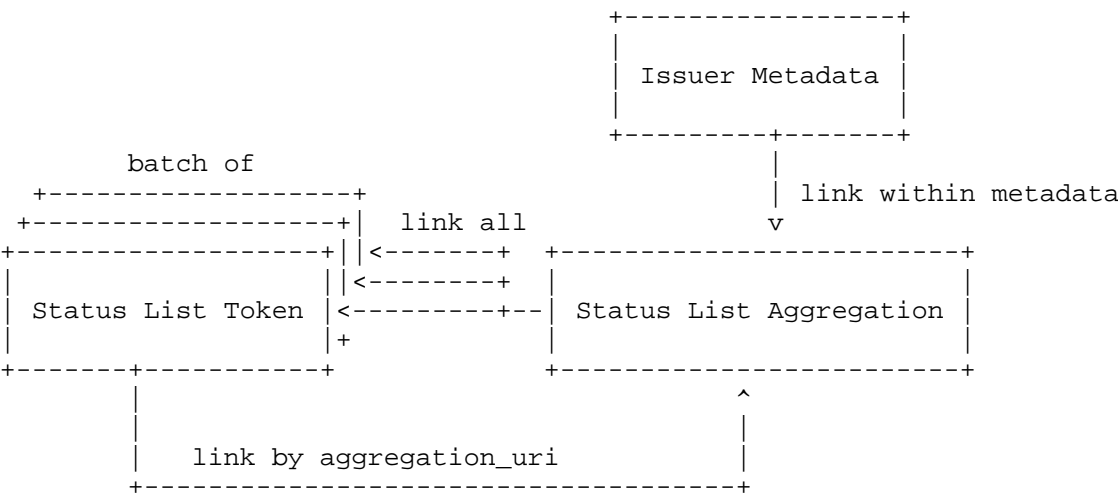 Issuer Metadata
batch of
link within metadata
link all
Status List Token
Status List Aggregation
link by aggregation_uri